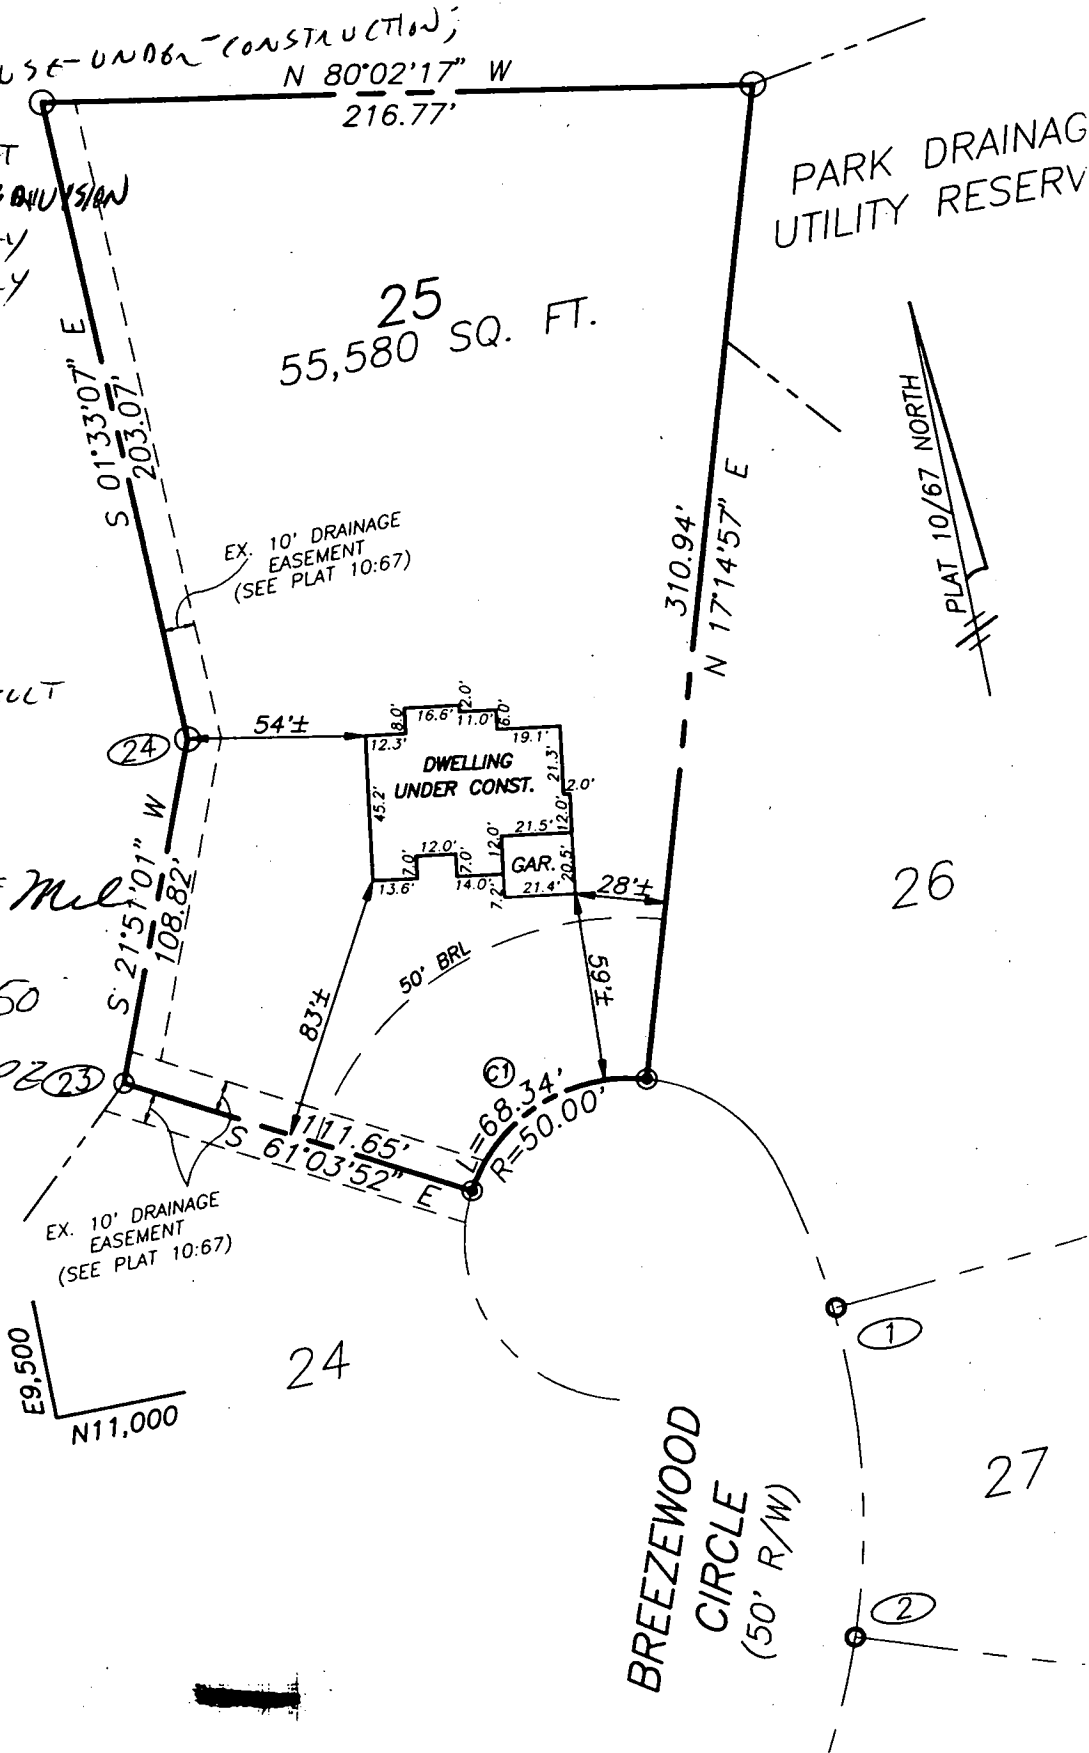 UNDER CONSTRUCTION;
N 80°02'17" W
216.77'
PARK DRAINAG
UTILITY RESERV
25
55,580 SQ. FT.
S 01°33'07" E
203.07'
EX. 10' DRAINAGE
EASEMENT
(SEE PLAT 10:67)
310.94'
N 17°14'57" E
PLAT 10/67 NORTH
24
54'±
12.3'
8.0'
16.6'
2.0'
11.0'
6.0'
19.1'
DWELLING
UNDER CONST.
21.3'
2.0'
45.2'
12.0'
21.5'
12.0'
GAR.
20.5'
13.6'
7.0'
12.0'
7.0'
14.0'
7.2'
21.4'
28'±
26
S 21°51'01" W
108.82'
50' BRL
83'±
59'±
50
23
C1
L=68.34'
R=50.00'
111.65'
S 61°03'52" E
EX. 10' DRAINAGE
EASEMENT
(SEE PLAT 10:67)
1
24
E9,500
N11,000
27
BREEZEWOOD
CIRCLE
(50' R/W)
2